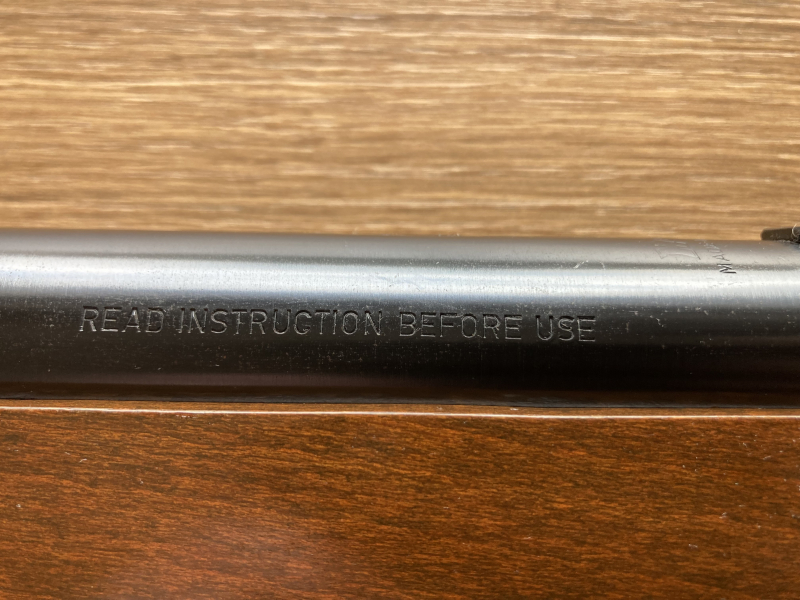 READ INSTRUCTION BEFORE USE